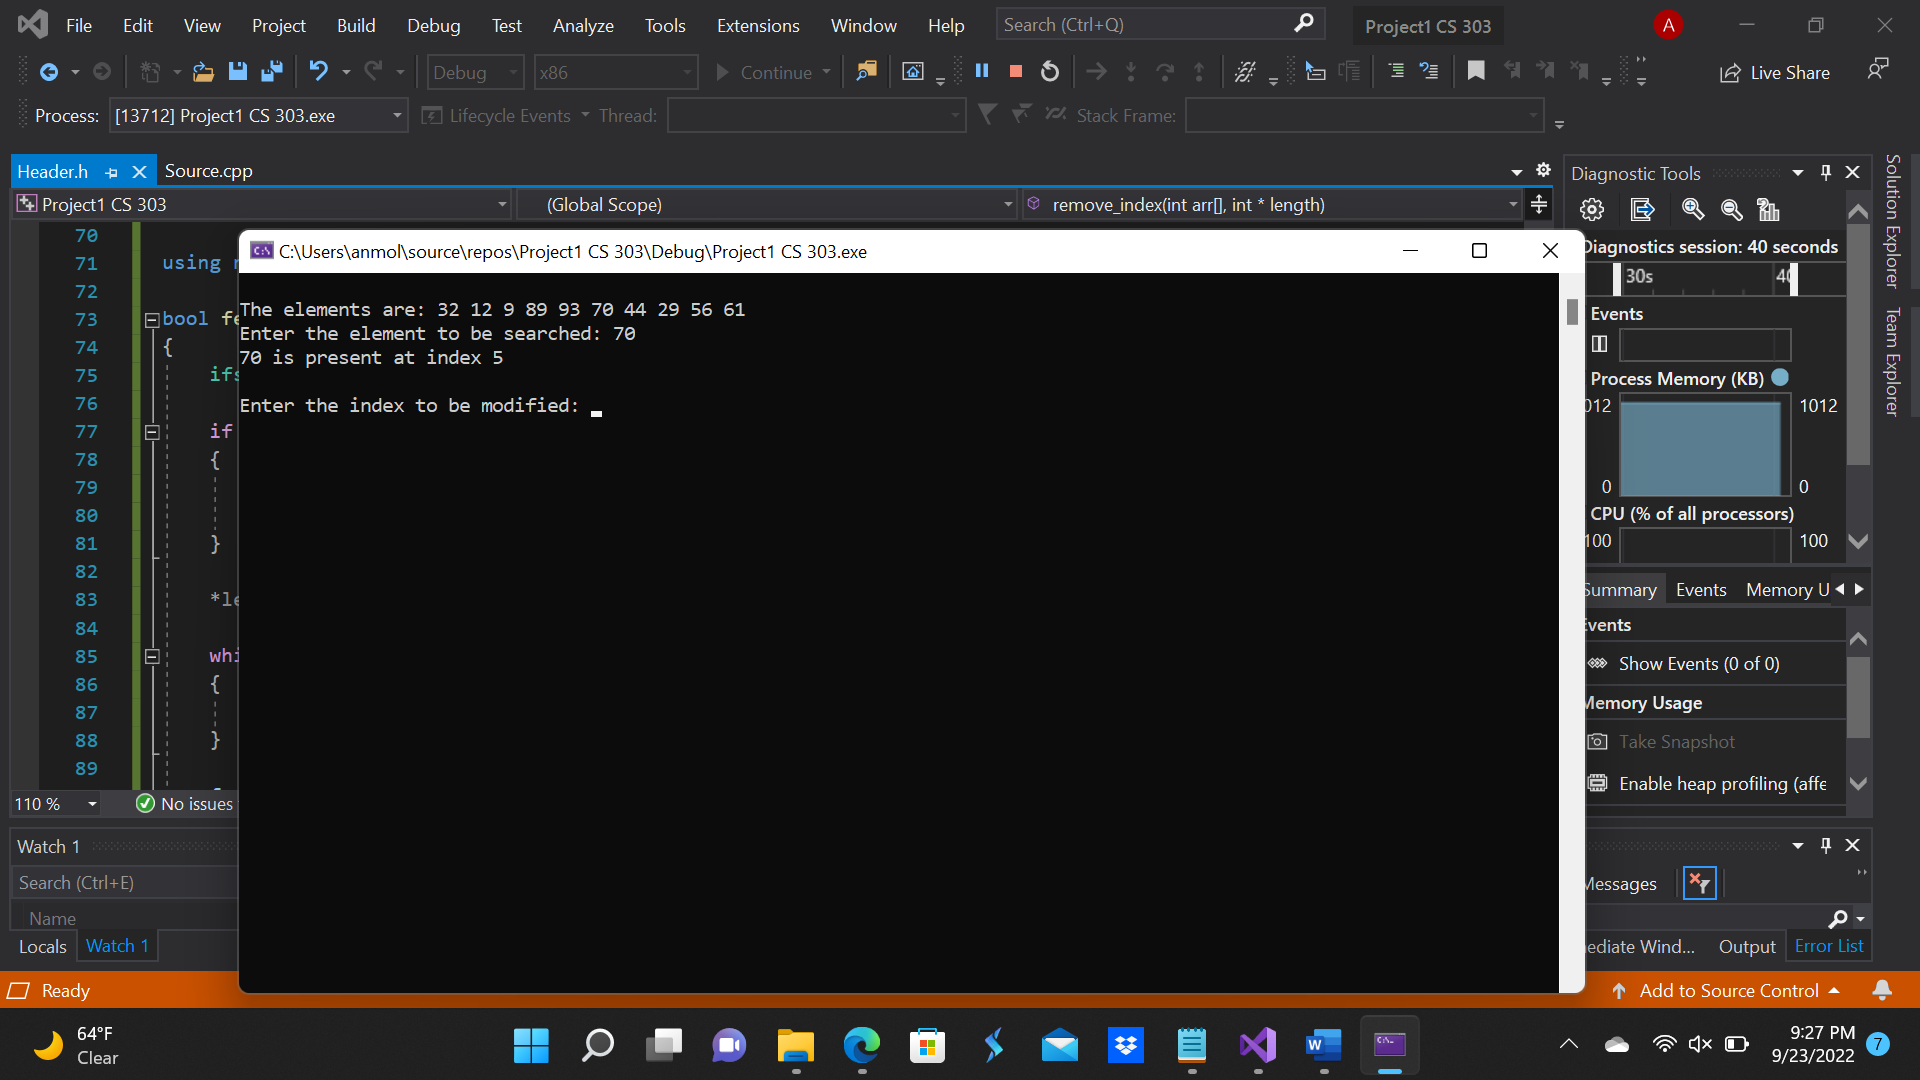 File Edit View Project Build Debug Test Analyze Tools Extensions Window Help Search (Ctrl+Q) Project1 CS 303 A
Debug x86 Continue Live Share
Process: [13712] Project1 CS 303.exe Lifecycle Events Thread: Stack Frame:
Header.h Source.cpp
Project1 CS 303 (Global Scope) remove_index(int arr[], int * length)
70
71 using
72
73 bool
74 {
75
76
77 if
78 {
79
80
81 }
82
83
84
85
86 {
87
88 }
89
110 % No issues
C:\Users\anmol\source\repos\Project1 CS 303\Debug\Project1 CS 303.exe
The elements are: 32 12 9 89 93 70 44 29 56 61
Enter the element to be searched: 70
70 is present at index 5
Enter the index to be modified:
Diagnostic Tools
Diagnostics session: 40 seconds
30s
Events
Process Memory (KB)
1012
0 0
CPU (% of all processors)
100 100
Summary Events Memory U
Events
Show Events (0 of 0)
Memory Usage
Take Snapshot
Enable heap profiling (affe
Solution Explorer
Team Explorer
Watch 1
Search (Ctrl+E)
Name
Locals Watch 1
Messages
Output Error List
Ready
Add to Source Control
64°F
Clear
9:27 PM
9/23/2022
7